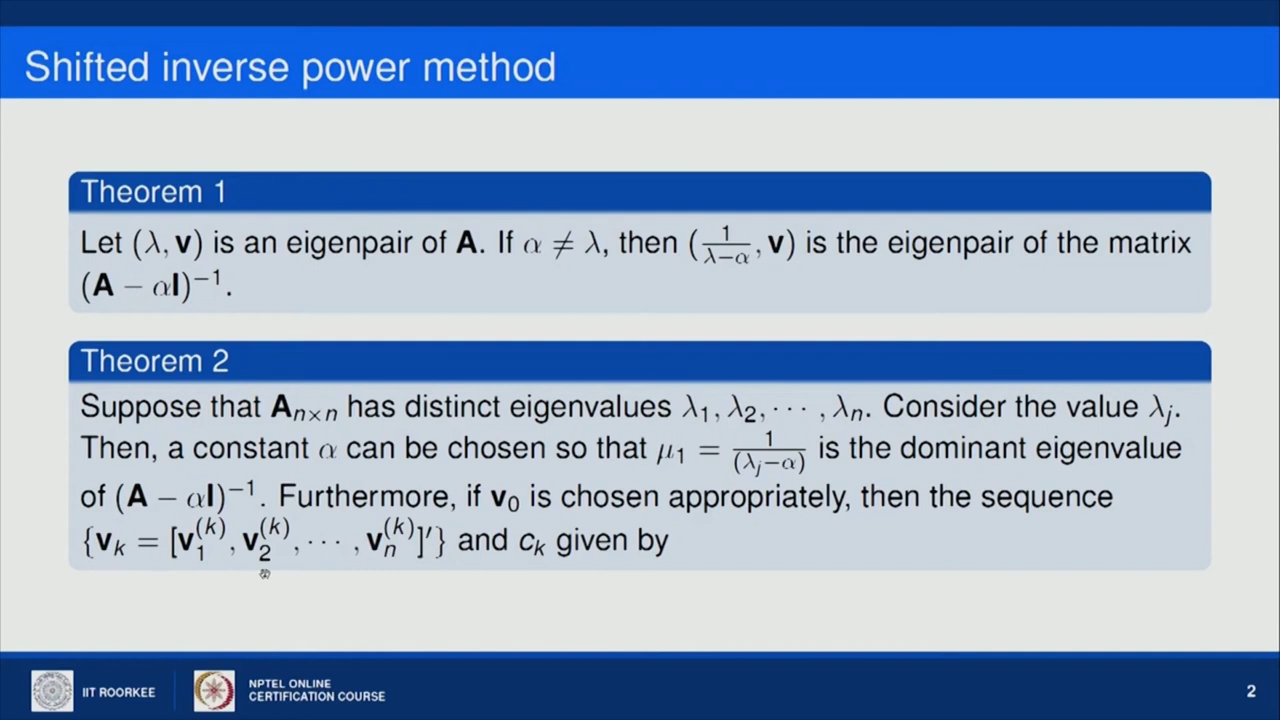 Shifted inverse power method
Theorem 1
Let (λ, v) is an eigenpair of A. If α ≠ λ, then (1/(λ−α), v) is the eigenpair of the matrix
(A − αI)⁻¹.
Theorem 2
Suppose that Aₙ×ₙ has distinct eigenvalues λ₁, λ₂, ⋯ , λₙ. Consider the value λⱼ.
Then, a constant α can be chosen so that μ₁ = 1/(λⱼ−α) is the dominant eigenvalue
of (A − αI)⁻¹. Furthermore, if v₀ is chosen appropriately, then the sequence
{vₖ = [v₁⁽ᵏ⁾, v₂⁽ᵏ⁾, ⋯ , vₙ⁽ᵏ⁾]′} and cₖ given by
IIT ROORKEE
NPTEL ONLINE
CERTIFICATION COURSE
2